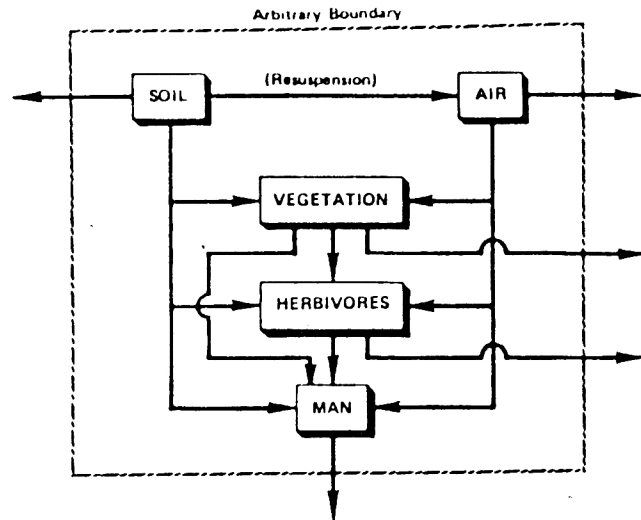 Arbitrary Boundary
(Resuspension)
SOIL
AIR
VEGETATION
HERBIVORES
MAN